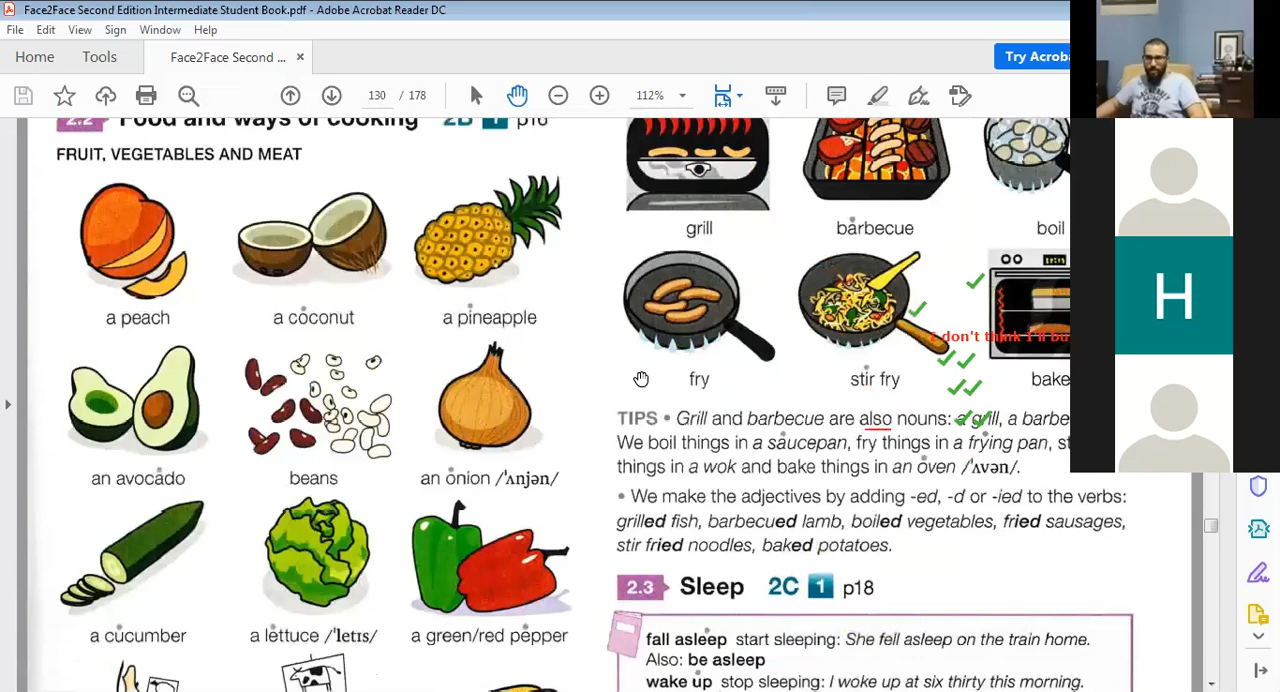 Face2Face Second Edition Intermediate Student Book.pdf - Adobe Acrobat Reader DC
File Edit View Sign Window Help
Home Tools Face2Face Second ... × Try Acroba
130 / 178 112%
2.2 Food and ways of cooking 2B 1 p16
FRUIT, VEGETABLES AND MEAT
a peach a coconut a pineapple
an avocado beans an onion /ˈʌnjən/
a cucumber a lettuce /ˈletɪs/ a green/red pepper
grill barbecue boil
I don't think I'll bu
fry stir fry bake
TIPS • Grill and barbecue are also nouns: a grill, a barbe
We boil things in a saucepan, fry things in a frying pan, st
things in a wok and bake things in an oven /ˈʌvən/.
• We make the adjectives by adding -ed, -d or -ied to the verbs:
grilled fish, barbecued lamb, boiled vegetables, fried sausages,
stir fried noodles, baked potatoes.
2.3 Sleep 2C 1 p18
fall asleep start sleeping: She fell asleep on the train home.
Also: be asleep
wake up stop sleeping: I woke up at six thirty this morning.
H